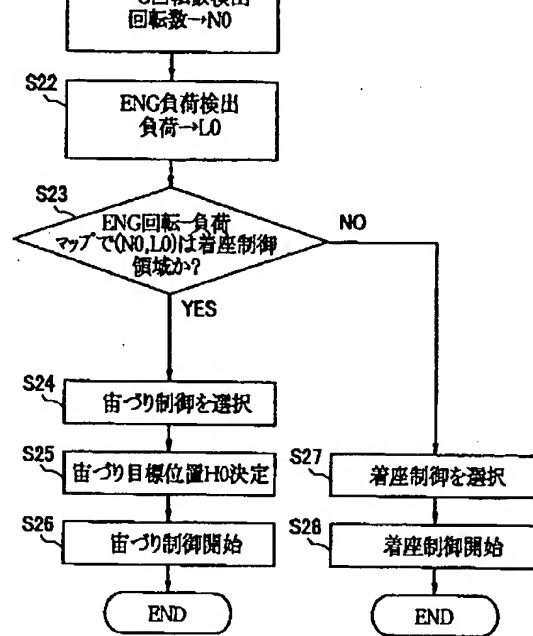 回転数検出
回転数→N0
S22
ENG負荷検出
負荷→L0
S23
ENG回転−負荷
マップで(N0,L0)は着座制御
領域か?
NO
YES
S24
宙づり制御を選択
S25
宙づり目標位置H0決定
S26
宙づり制御開始
END
S27
着座制御を選択
S28
着座制御開始
END